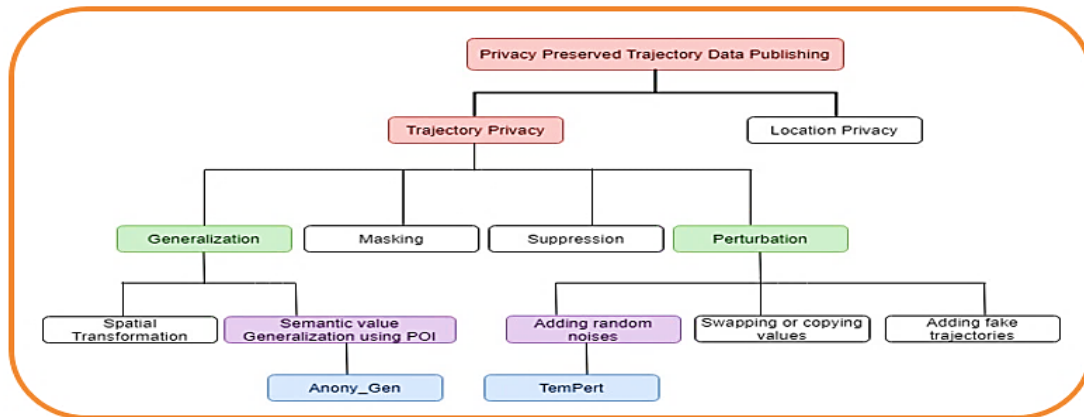 Privacy Preserved Trajectory Data Publishing
Trajectory Privacy
Location Privacy
Generalization
Masking
Suppression
Perturbation
Spatial
Transformation
Semantic value
Generalization using POI
Adding random
noises
Swapping or copying
values
Adding fake
trajectories
Anony_Gen
TemPert